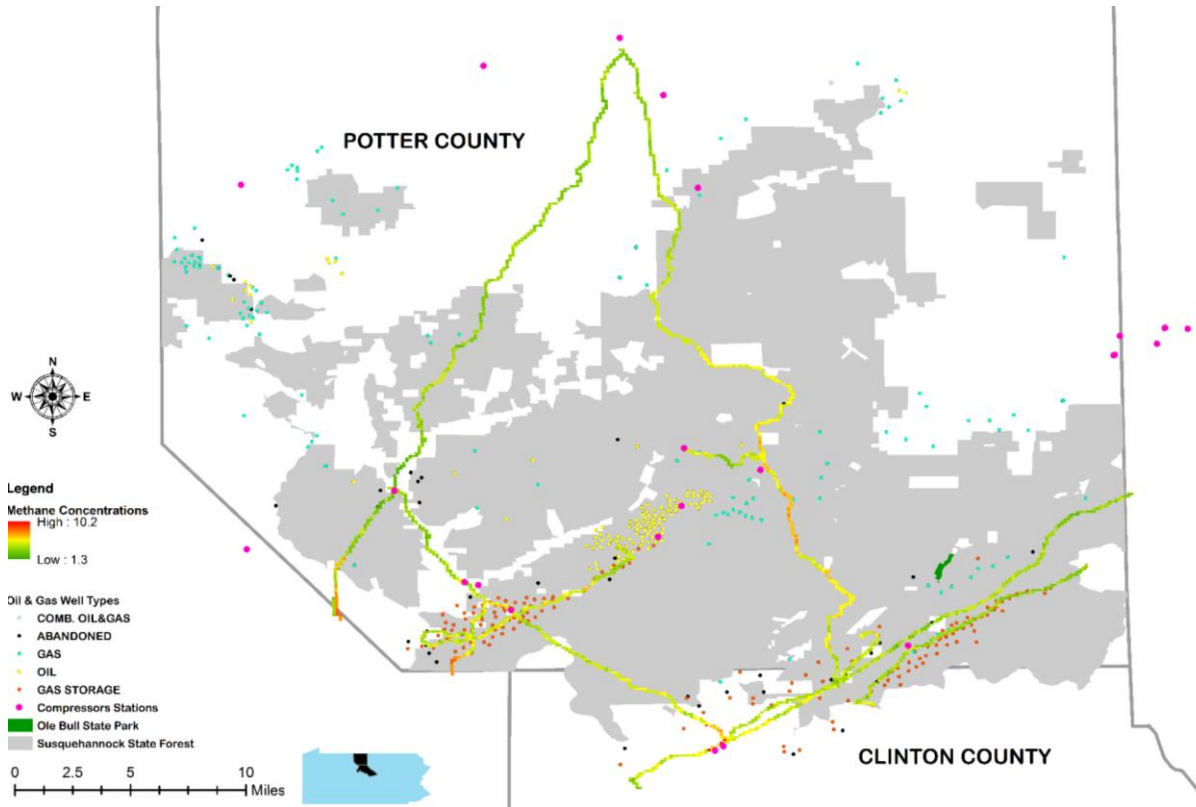 POTTER COUNTY
N
W E
S
Legend
Methane Concentrations
High : 10.2
Low : 1.3
Oil & Gas Well Types
COMB. OIL&GAS
ABANDONED
GAS
OIL
GAS STORAGE
Compressors Stations
Ole Bull State Park
Susquehannock State Forest
0 2.5 5 10
Miles
CLINTON COUNTY